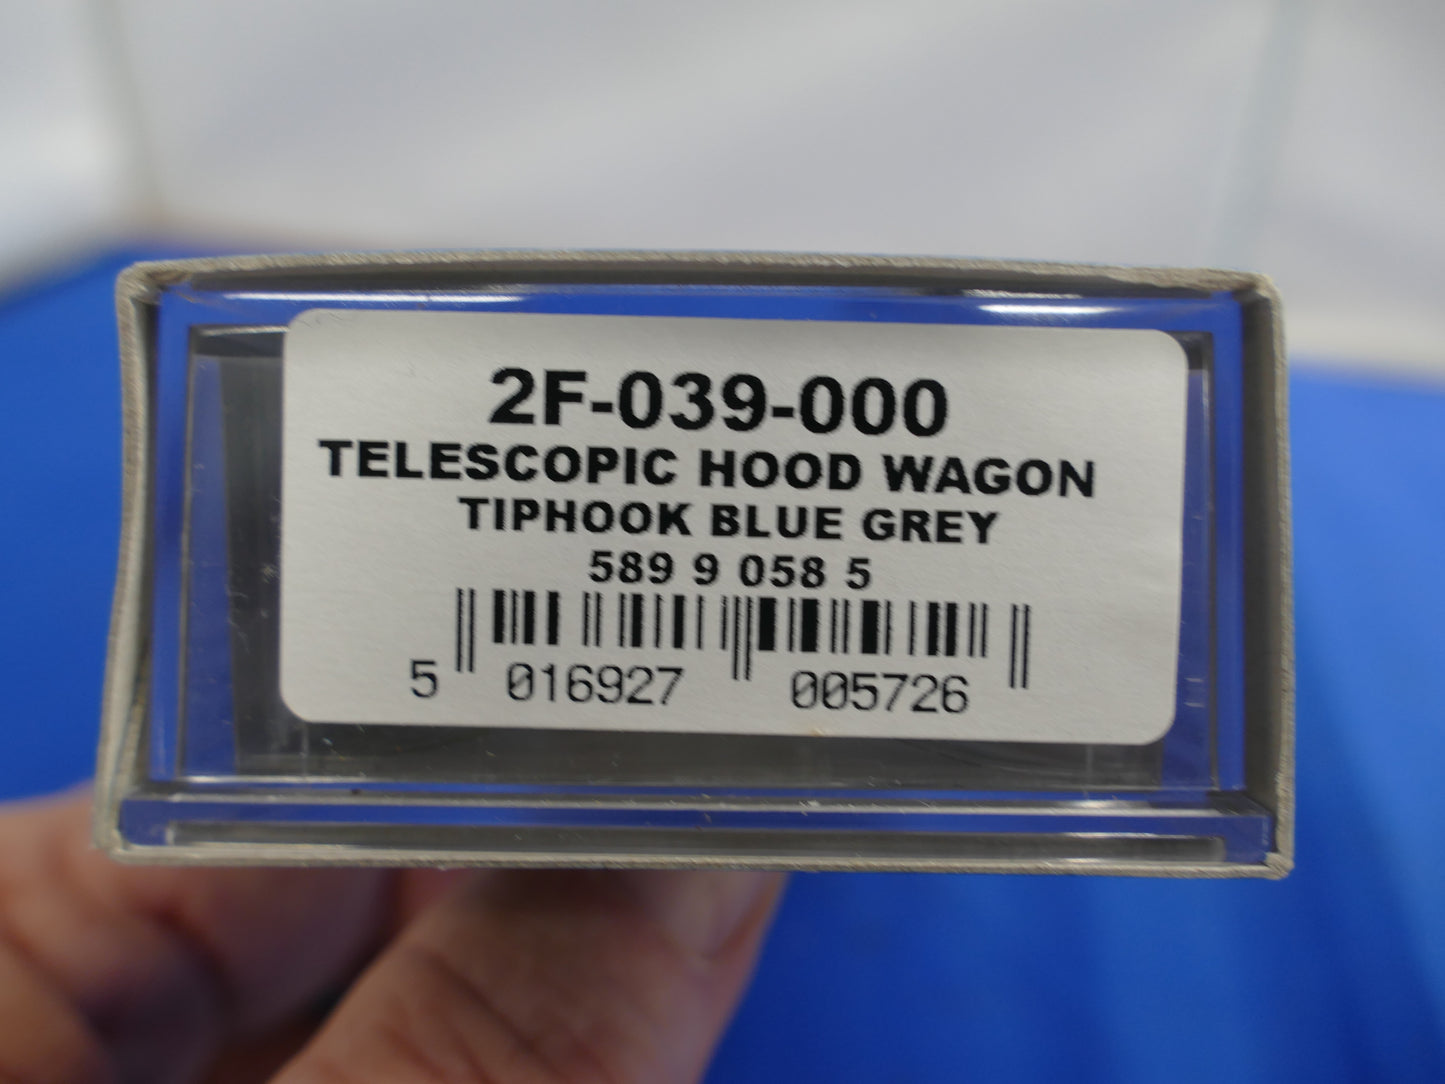 2F-039-000
TELESCOPIC HOOD WAGON
TIPHOOK BLUE GREY
589 9 058 5
5 016927 005726